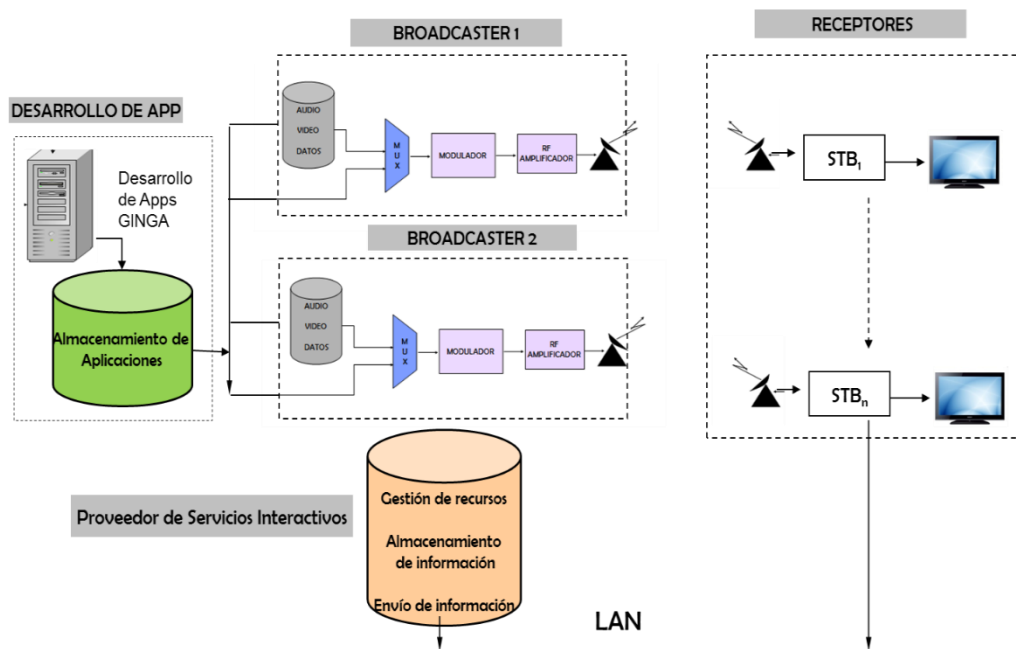 BROADCASTER 1
RECEPTORES
DESARROLLO DE APP
Desarrollo
de Apps
GINGA
Almacenamiento de
Aplicaciones
AUDIO
VIDEO
DATOS
M
U
X
MODULADOR
RF
AMPLIFICADOR
STB1
BROADCASTER 2
AUDIO
VIDEO
DATOS
M
U
X
MODULADOR
RF
AMPLIFICADOR
STBn
Proveedor de Servicios Interactivos
Gestión de recursos
Almacenamiento
de información
Envío de información
LAN